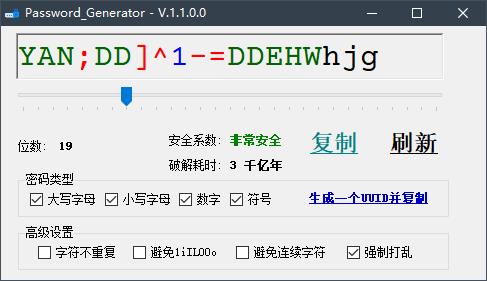 Password_Generator - V.1.1.0.0
YAN;DD]^1-=DDEHWhjg
位数: 19
安全系数: 非常安全
破解耗时: 3 千亿年
复制 刷新
密码类型
大写字母 小写字母 数字 符号 生成一个UUID并复制
高级设置
字符不重复 避免1iILO0o 避免连续字符 强制打乱